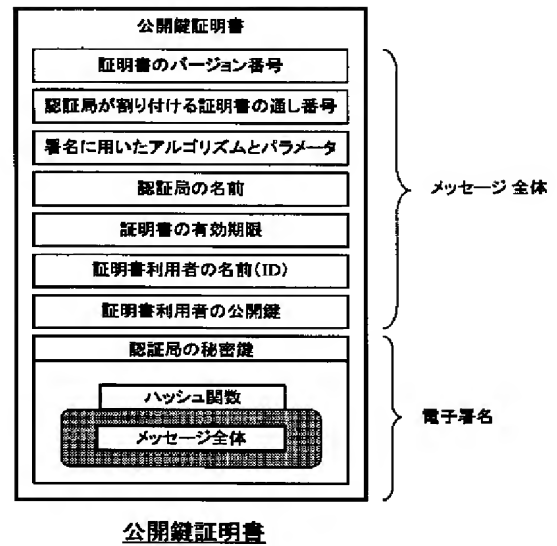 公開鍵証明書
証明書のバージョン番号
認証局が割り付ける証明書の通し番号
署名に用いたアルゴリズムとパラメータ
認証局の名前
証明書の有効期限
証明書利用者の名前(ID)
証明書利用者の公開鍵
メッセージ 全体
認証局の秘密鍵
ハッシュ関数
メッセージ全体
電子署名
公開鍵証明書